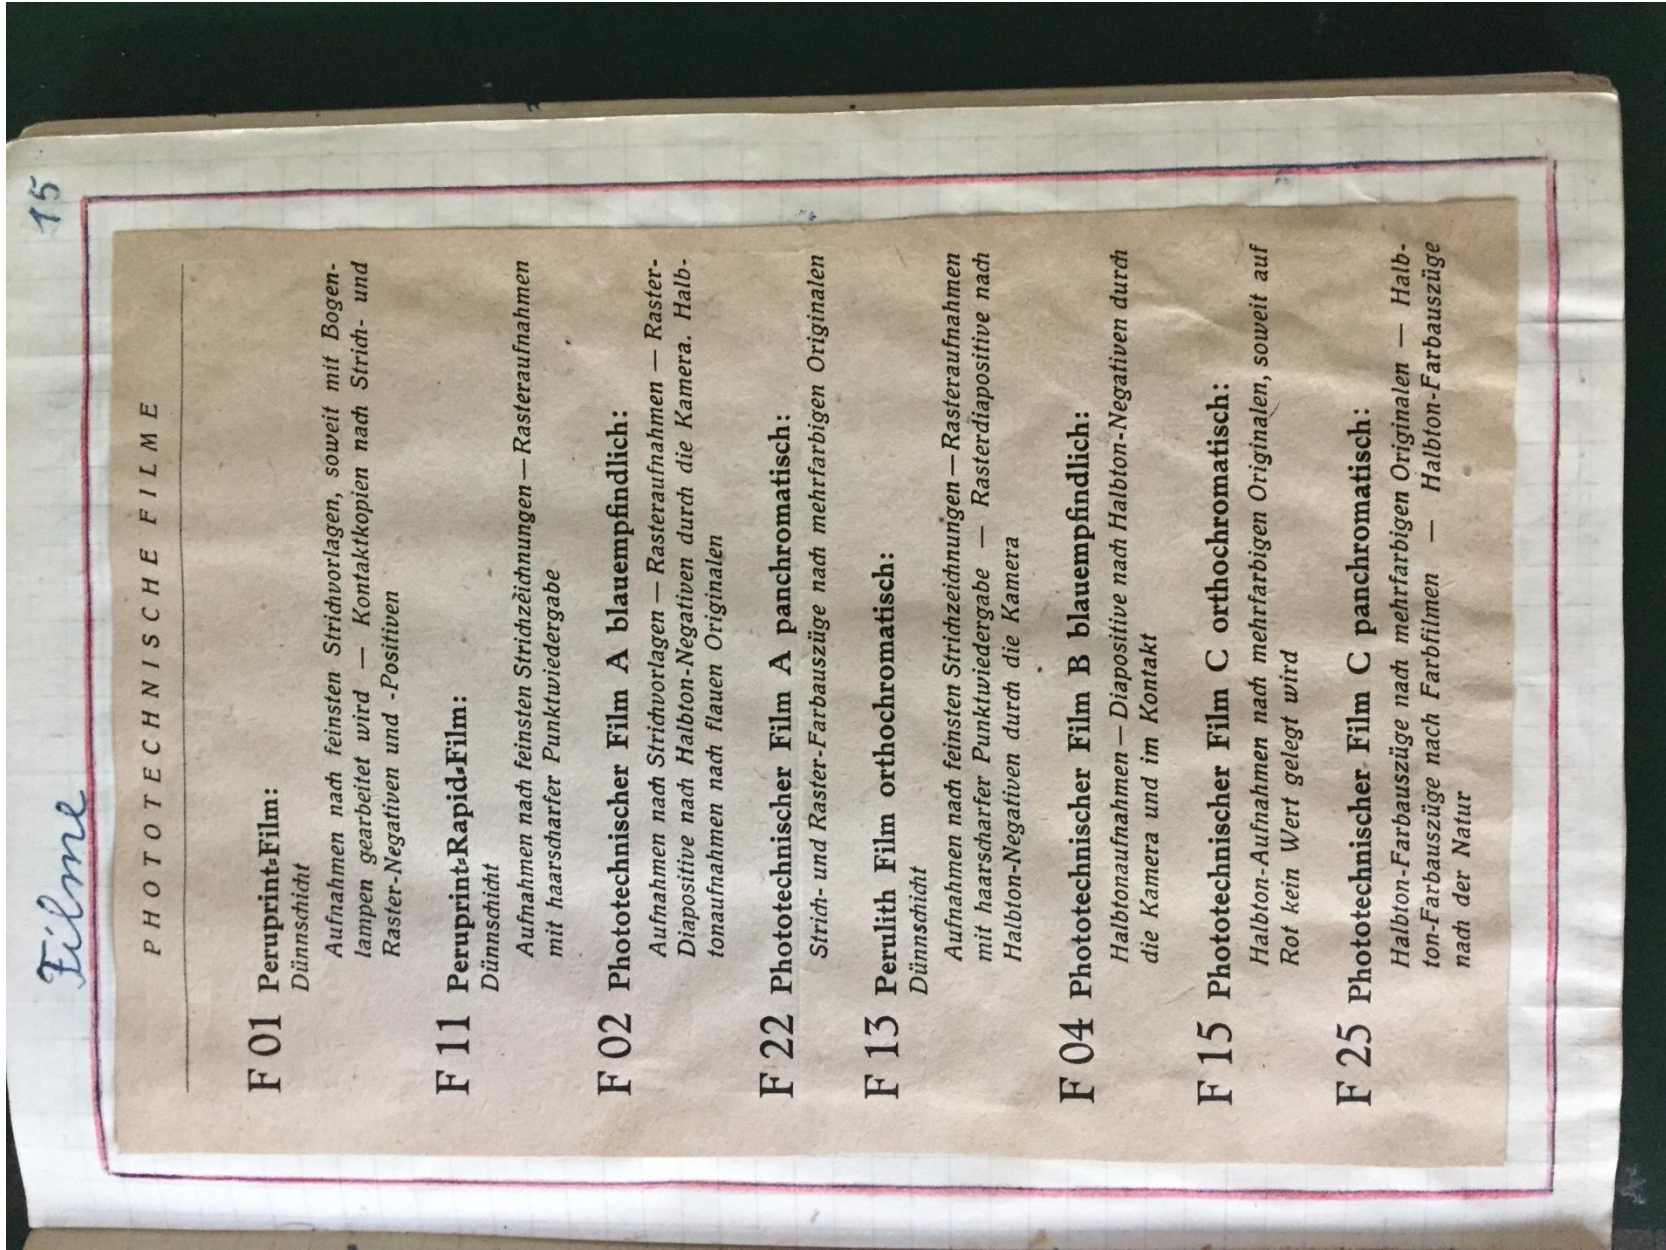 Filme
15
PHOTOTECHNISCHE FILME
F 01 Peruprint=Film:
Dünnschicht
Aufnahmen nach feinsten Strichvorlagen, soweit mit Bogen-
lampen gearbeitet wird — Kontaktkopien nach Strich- und
Raster-Negativen und -Positiven
F 11 Peruprint=Rapid=Film:
Dünnschicht
Aufnahmen nach feinsten Strichzeichnungen — Rasteraufnahmen
mit haarscharfer Punktwiedergabe
F 02 Phototechnischer Film A blauempfindlich:
Aufnahmen nach Strichvorlagen — Rasteraufnahmen — Raster-
Diapositive nach Halbton-Negativen durch die Kamera. Halb-
tonaufnahmen nach flauen Originalen
F 22 Phototechnischer Film A panchromatisch:
Strich- und Raster-Farbauszüge nach mehrfarbigen Originalen
F 13 Perulith Film orthochromatisch:
Dünnschicht
Aufnahmen nach feinsten Strichzeichnungen — Rasteraufnahmen
mit haarscharfer Punktwiedergabe — Rasterdiapositive nach
Halbton-Negativen durch die Kamera
F 04 Phototechnischer Film B blauempfindlich:
Halbtonaufnahmen — Diapositive nach Halbton-Negativen durch
die Kamera und im Kontakt
F 15 Phototechnischer Film C orthochromatisch:
Halbton-Aufnahmen nach mehrfarbigen Originalen, soweit auf
Rot kein Wert gelegt wird
F 25 Phototechnischer Film C panchromatisch:
Halbton-Farbauszüge nach mehrfarbigen Originalen — Halb-
ton-Farbauszüge nach Farbfilmen — Halbton-Farbauszüge
nach der Natur